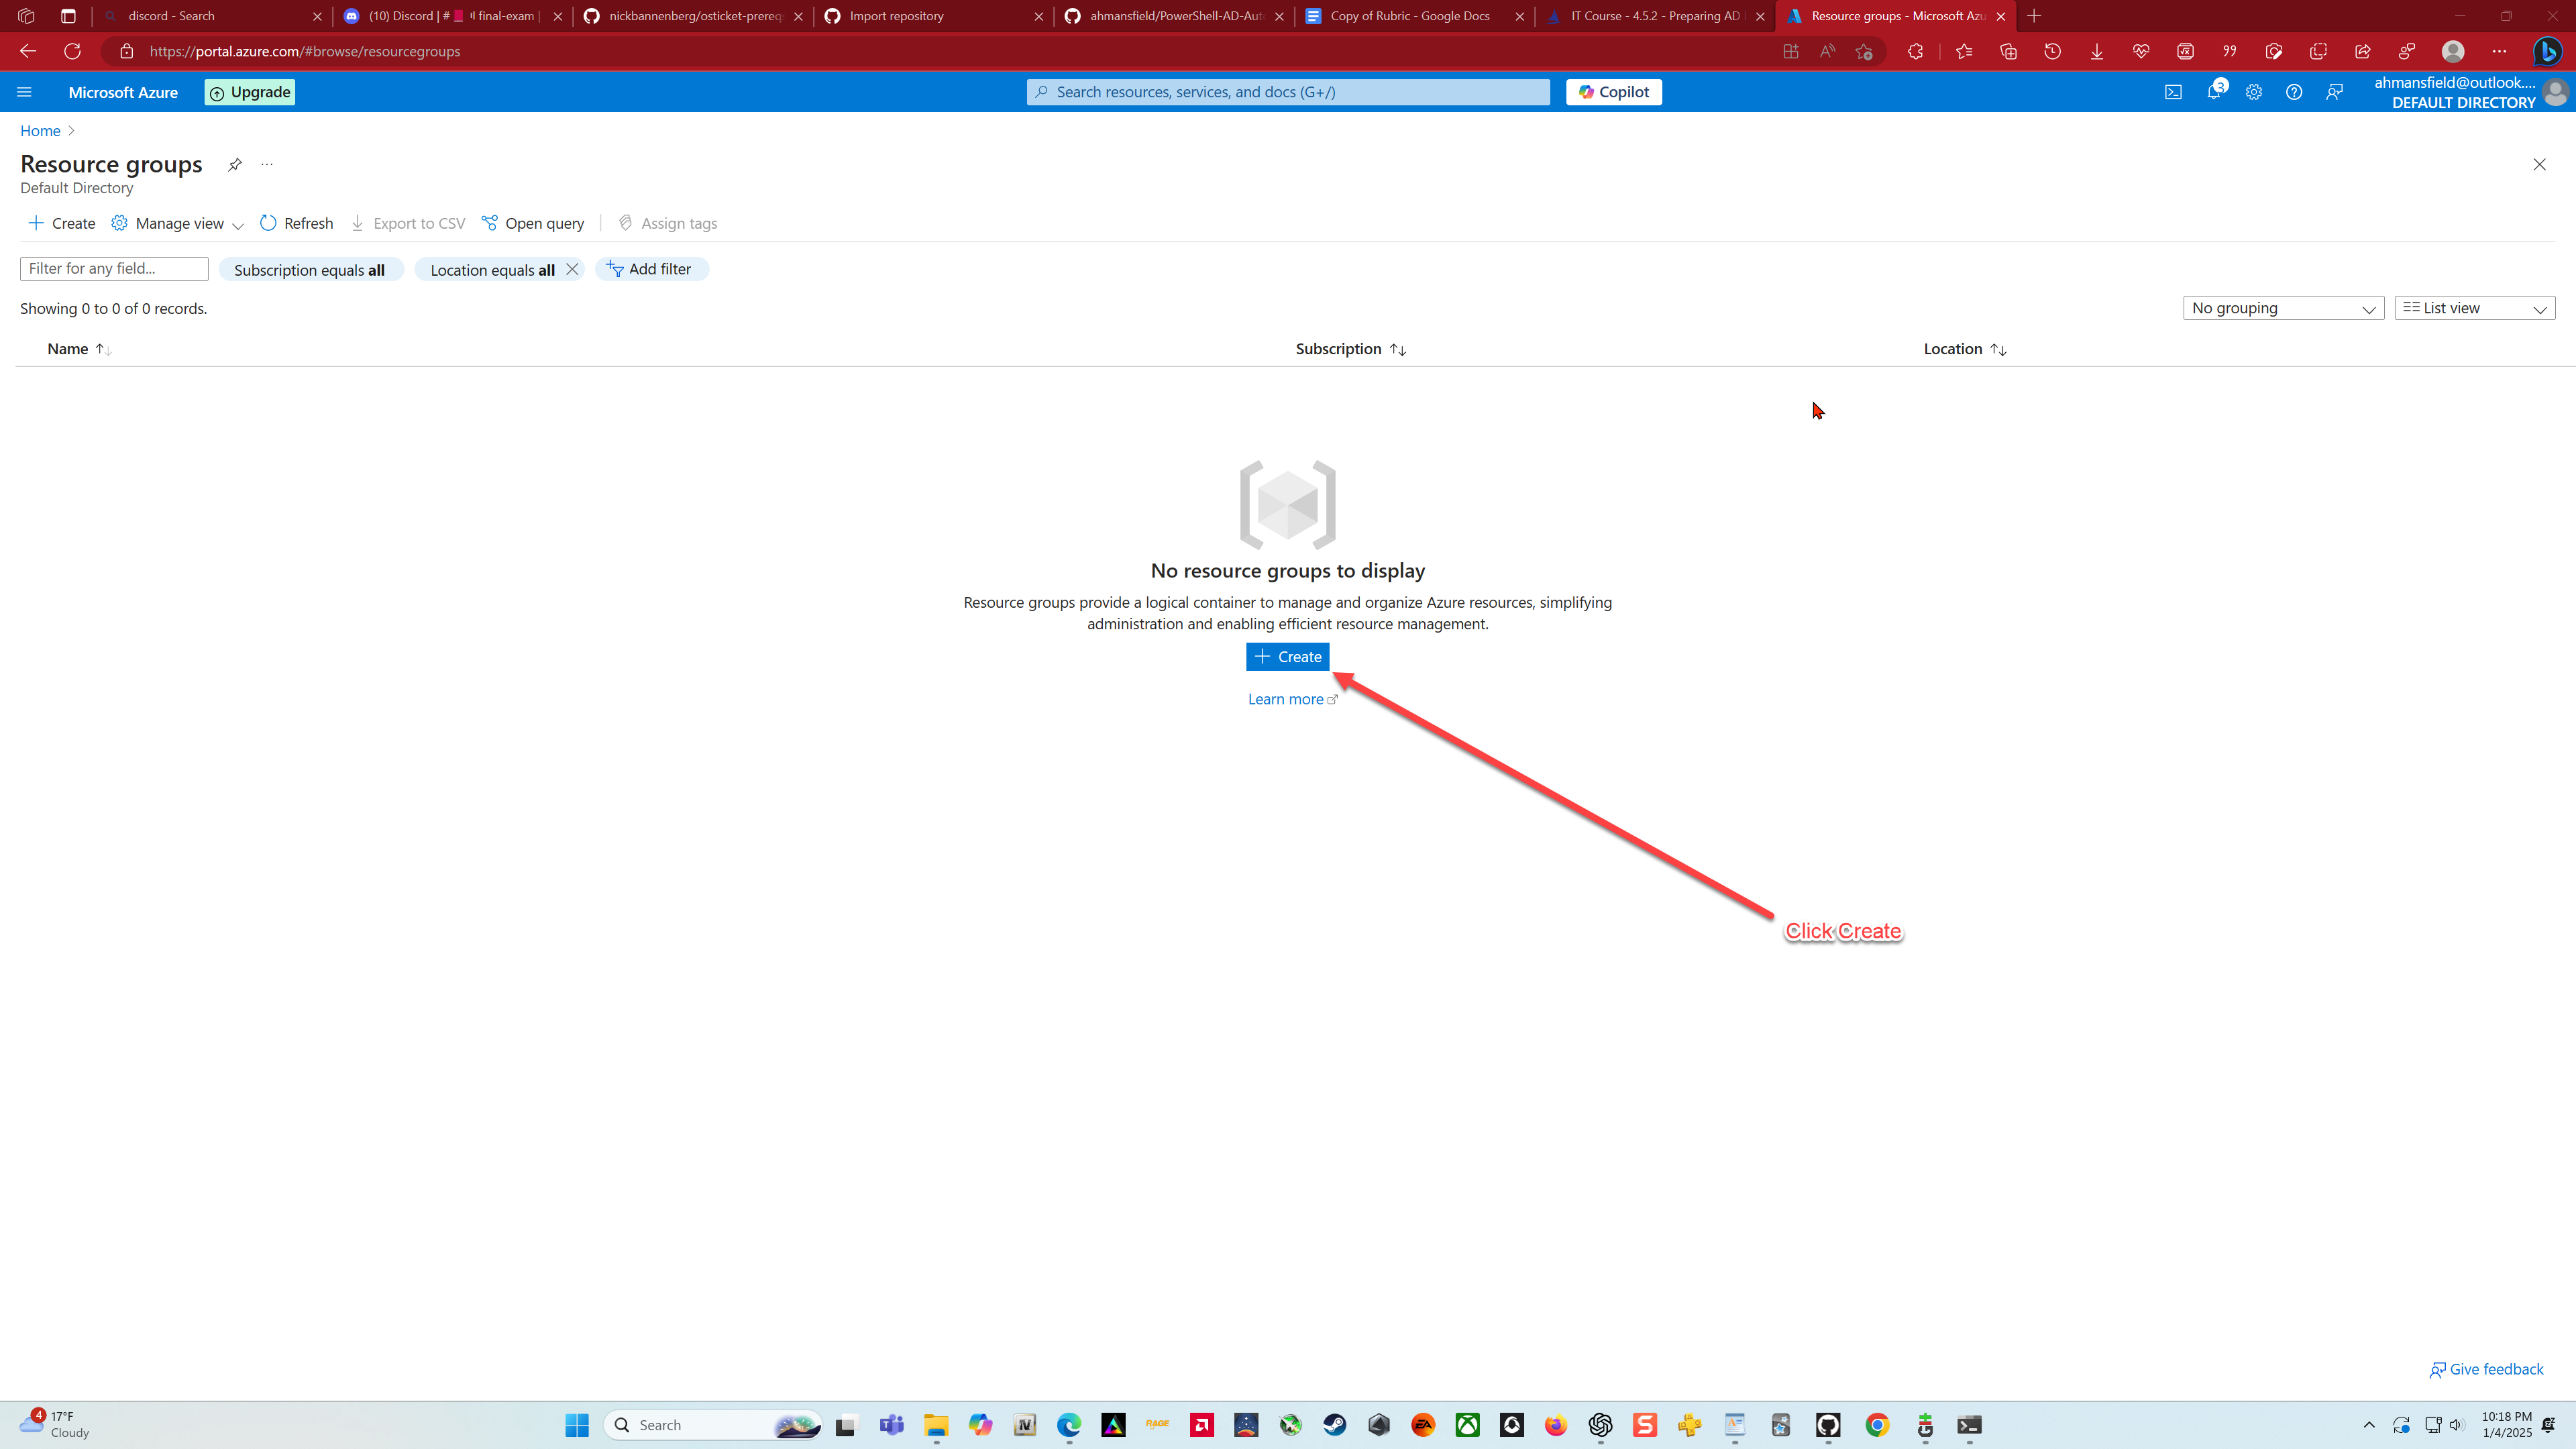 discord - Search
(10) Discord | # final-exam |
nickbannenberg/osticket-prereqs
Import repository
ahmansfield/PowerShell-AD-Auto
Copy of Rubric - Google Docs
IT Course - 4.5.2 - Preparing AD
Resource groups - Microsoft Azu
https://portal.azure.com/#browse/resourcegroups
Microsoft Azure
Upgrade
Search resources, services, and docs (G+/)
Copilot
3
ahmansfield@outlook....
DEFAULT DIRECTORY
Home
Resource groups
Default Directory
Create
Manage view
Refresh
Export to CSV
Open query
Assign tags
Filter for any field...
Subscription equals all
Location equals all
Add filter
Showing 0 to 0 of 0 records.
No grouping
List view
Name
Subscription
Location
No resource groups to display
Resource groups provide a logical container to manage and organize Azure resources, simplifying
administration and enabling efficient resource management.
Create
Learn more
Click Create
Give feedback
4
17°F
Cloudy
Search
RAGE
EA
10:18 PM
1/4/2025